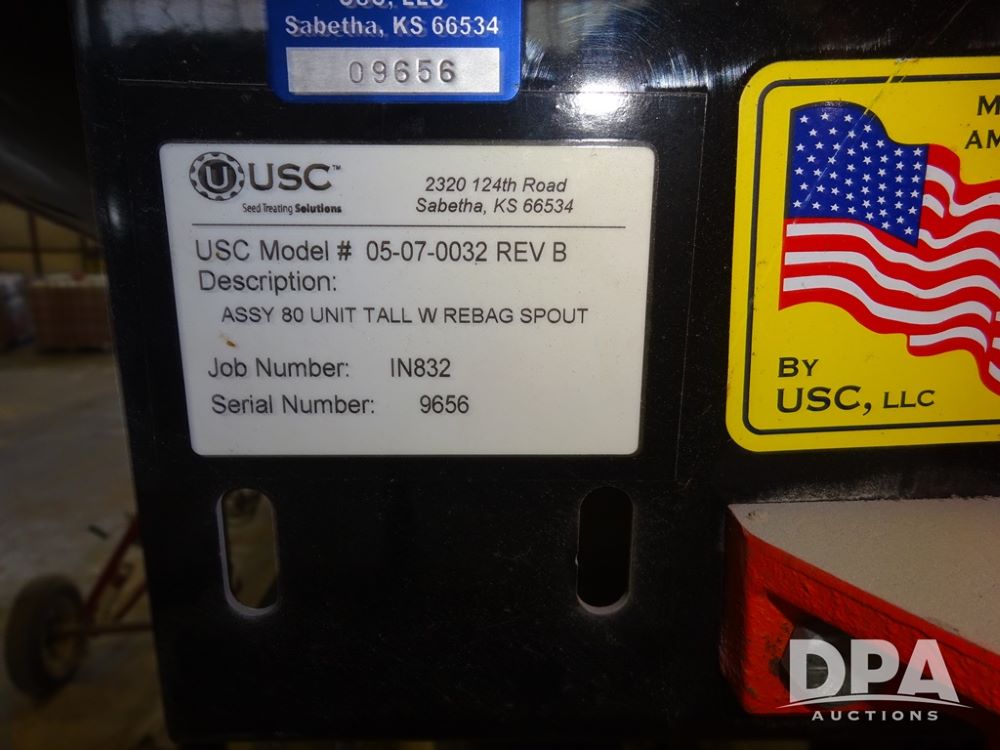 USC, LLC
Sabetha, KS 66534
09656
USC™
Seed Treating Solutions
2320 124th Road
Sabetha, KS 66534
USC Model # 05-07-0032 REV B
Description:
ASSY 80 UNIT TALL W REBAG SPOUT
Job Number: IN832
Serial Number: 9656
BY
USC, LLC
DPA
AUCTIONS